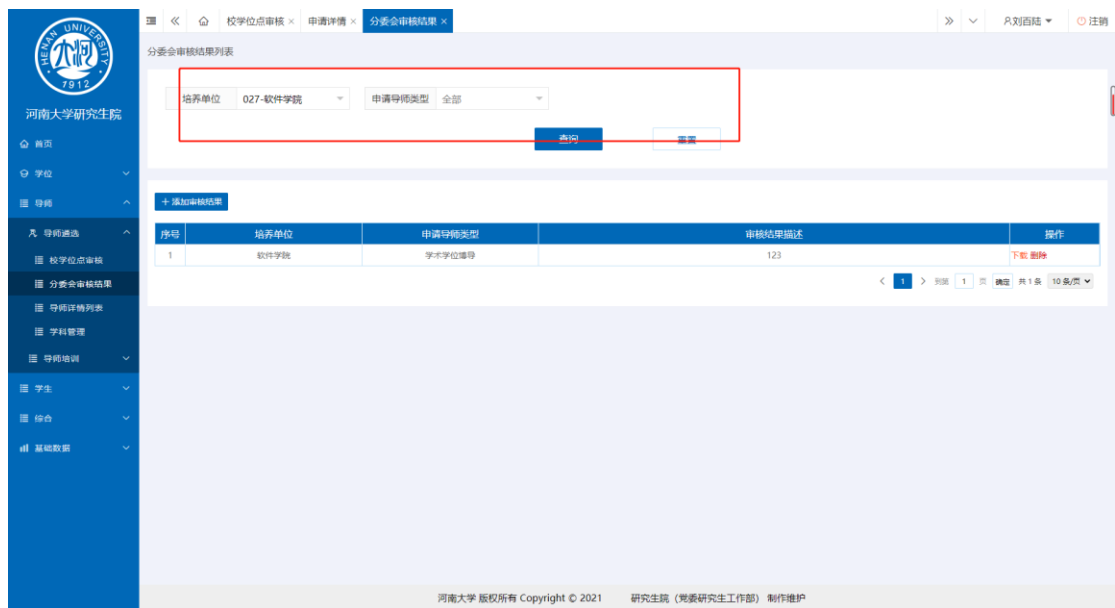 HENAN UNIVERSITY
1912
河南大学研究生院
首页
学位
导师
导师遴选
校学位点审核
分委会审核结果
导师详情列表
学科管理
导师培训
学生
综合
基础数据
校学位点审核 × 申请详情 × 分委会审核结果 × 刘百陆 注销
分委会审核结果列表
培养单位 027-软件学院 申请导师类型 全部
查询 重置
+ 添加审核结果
序号 培养单位 申请导师类型 审核结果描述 操作
1 软件学院 学术学位博导 123 下载 删除
< 1 > 到第 1 页 确定 共 1 条 10 条/页
河南大学 版权所有 Copyright © 2021 研究生院（党委研究生工作部） 制作维护